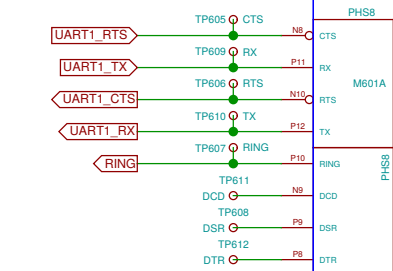 PHS8
TP605 CTS
UART1_RTS N8 CTS
TP609 RX
UART1_TX P11 RX
TP606 RTS M601A
UART1_CTS N10 RTS
TP610 TX
UART1_RX P12 TX
TP607 RING
RING P10 RING PHS8
TP611
DCD N9 DCD
TP608
DSR P9 DSR
TP612
DTR P8 DTR